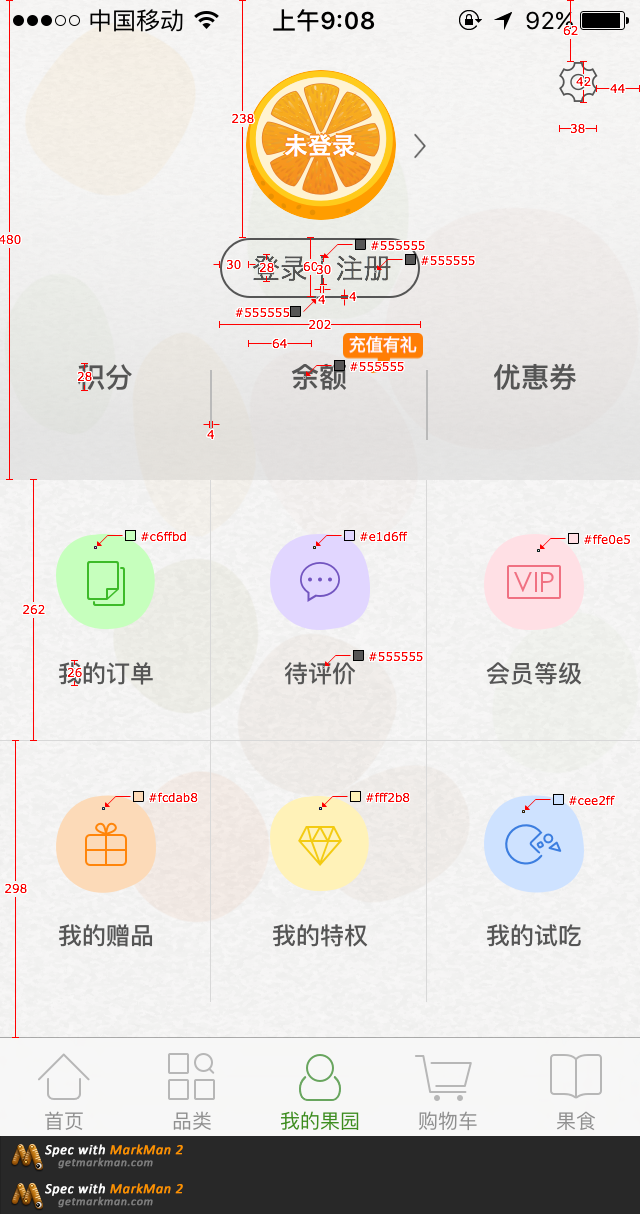 中国移动 上午9:08 92%
62
42
44
38
238
未登录
480
#555555
#555555
30 28 登录 60 30 注册
4 4
#555555
202
64
充值有礼
#555555
28 积分 余额 优惠券
4
#c6ffbd #e1d6ff #ffe0e5
VIP
262
#555555
26 我的订单 待评价 会员等级
#fcdab8 #fff2b8 #cee2ff
298
我的赠品 我的特权 我的试吃
首页 品类 我的果园 购物车 果食
Spec with MarkMan 2
getmarkman.com
Spec with MarkMan 2
getmarkman.com